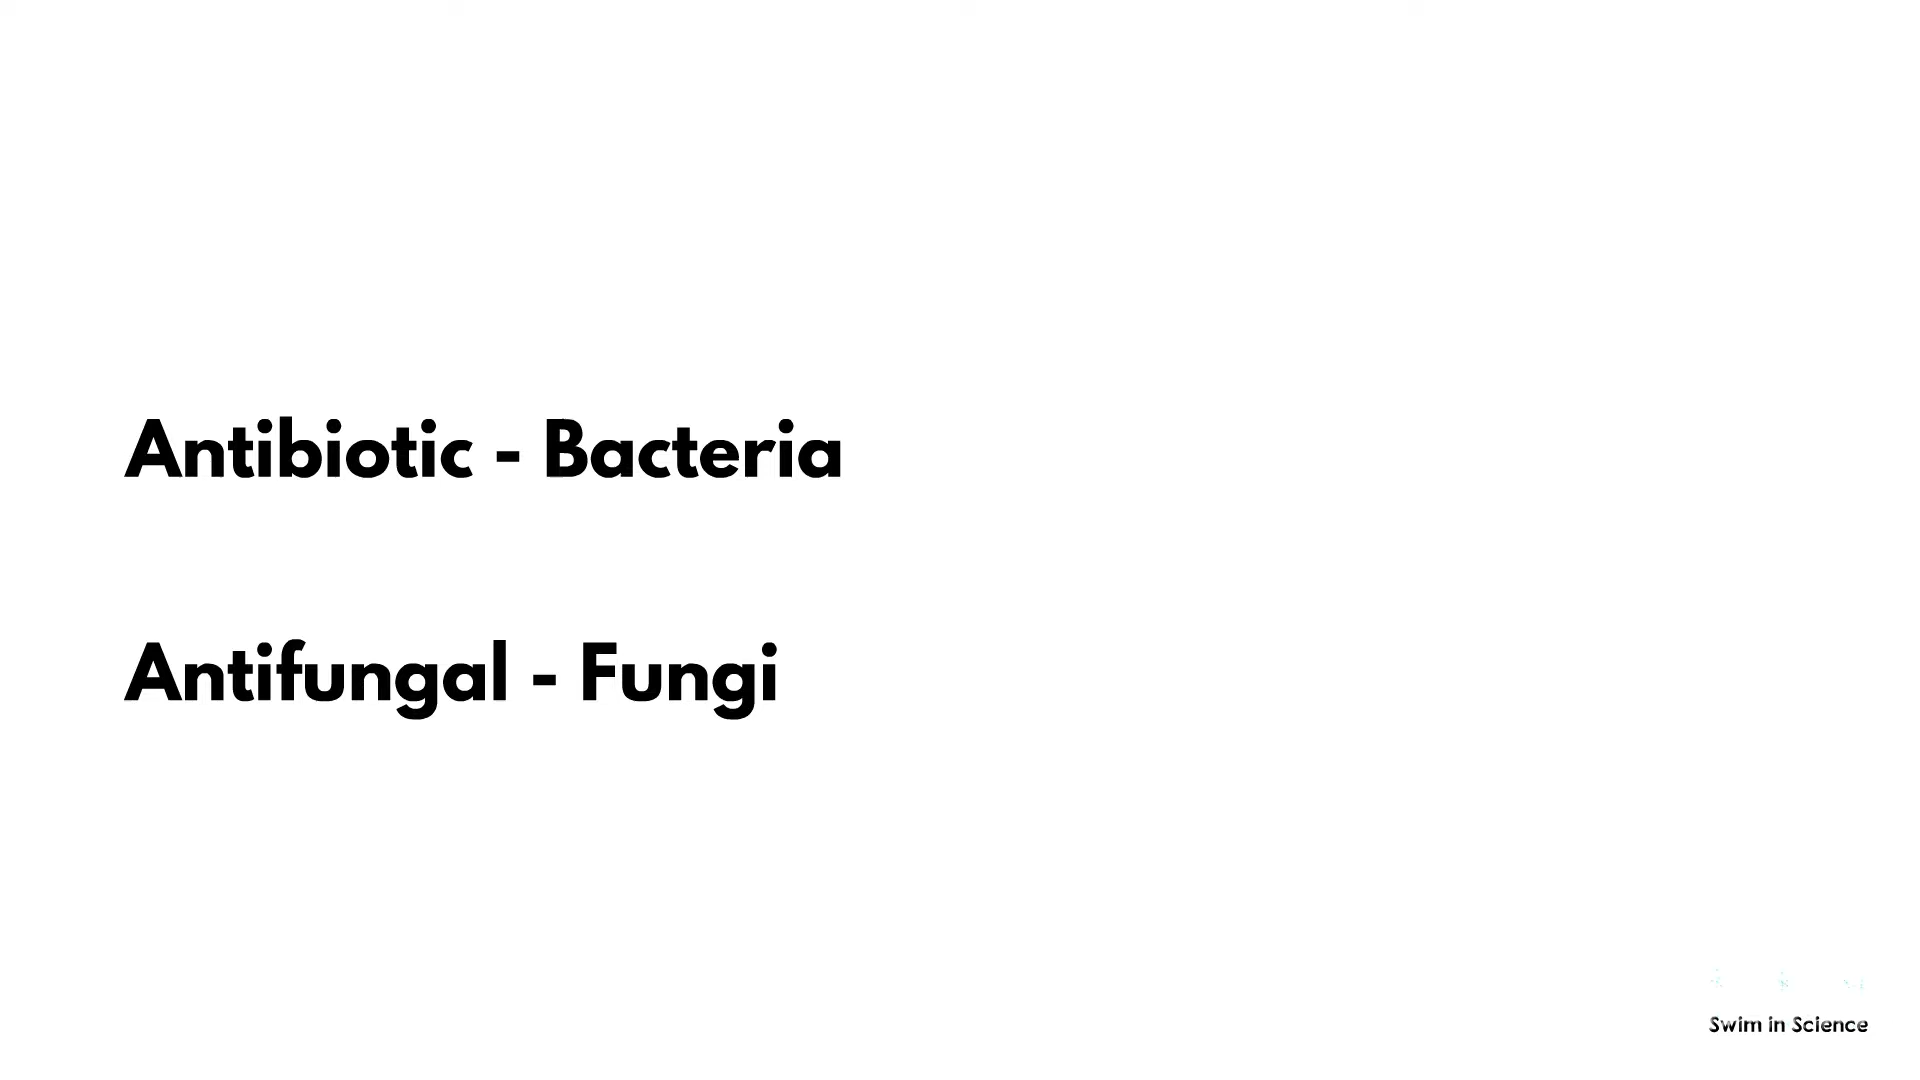 Antibiotic - Bacteria
Antifungal - Fungi
Swim in Science